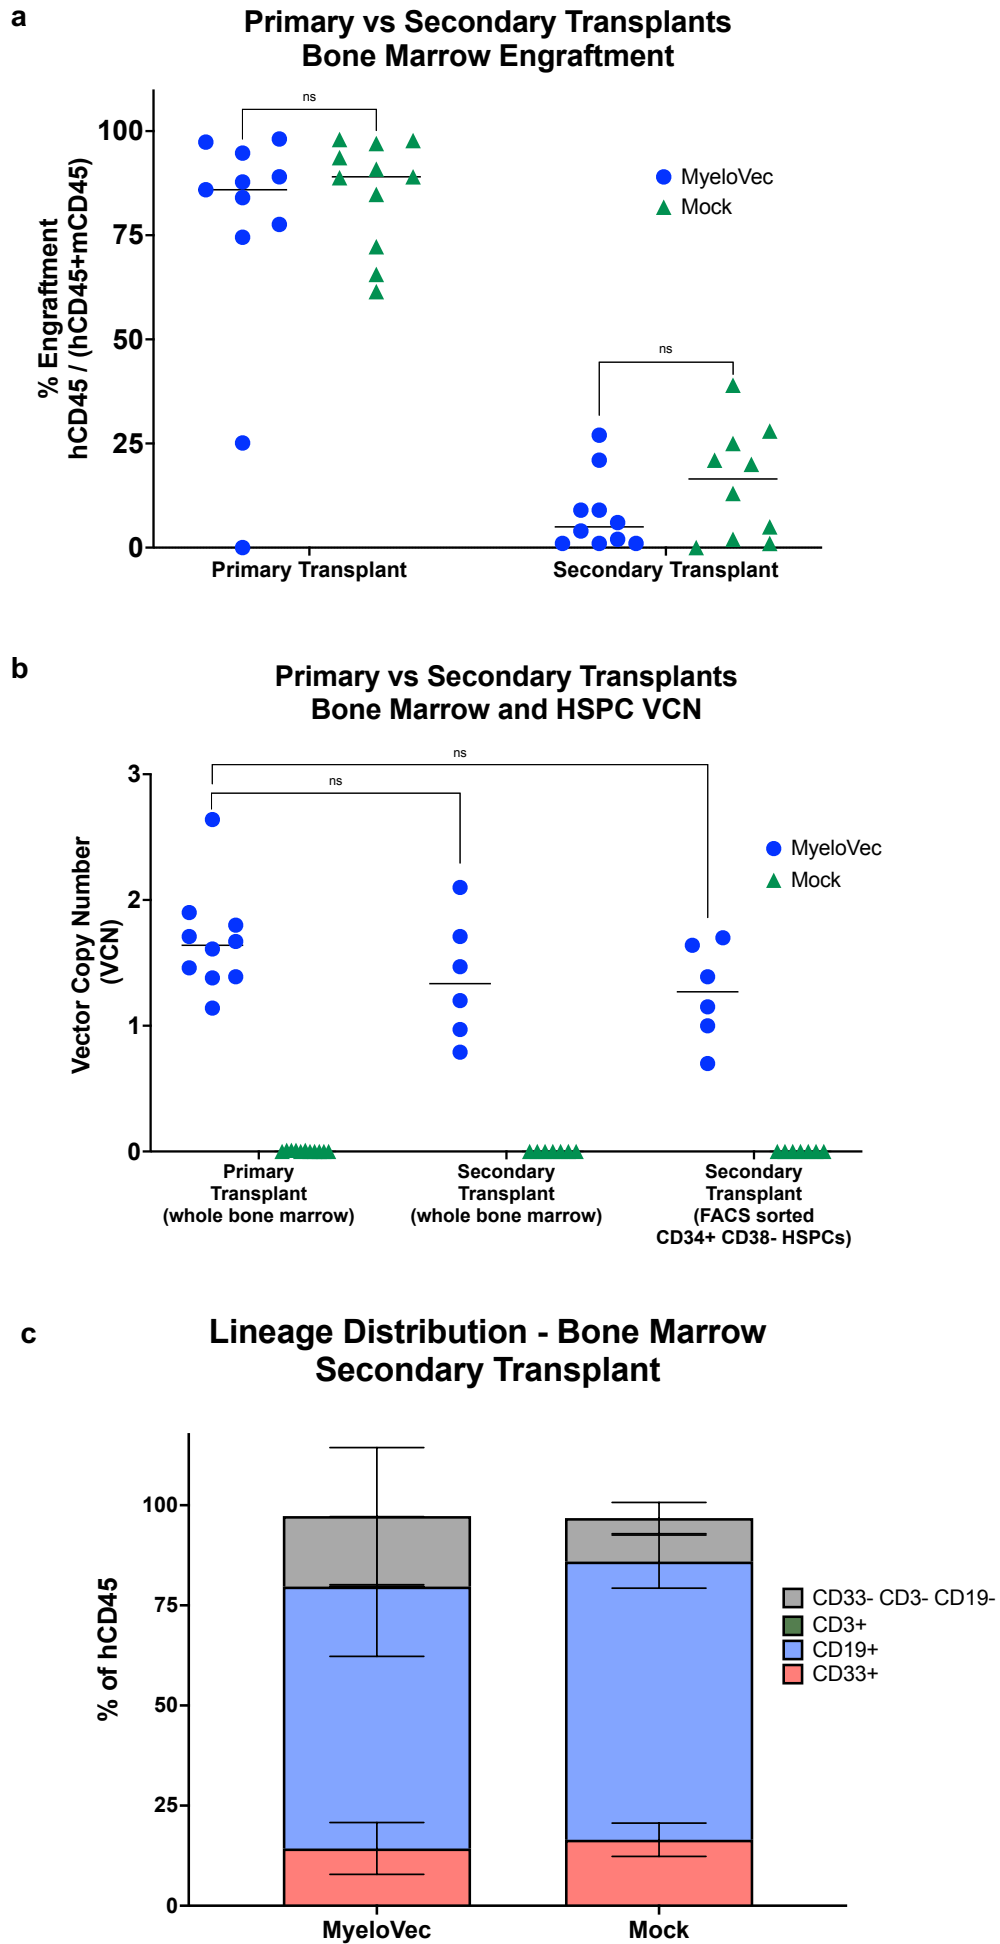 a
Primary vs Secondary Transplants
Bone Marrow Engraftment
% Engraftment
hCD45 / (hCD45+mCD45)
100
75
50
25
0
ns
ns
MyeloVec
Mock
Primary Transplant
Secondary Transplant
b
Primary vs Secondary Transplants
Bone Marrow and HSPC VCN
Vector Copy Number
(VCN)
3
2
1
0
ns
ns
MyeloVec
Mock
Primary
Transplant
(whole bone marrow)
Secondary
Transplant
(whole bone marrow)
Secondary
Transplant
(FACS sorted
CD34+ CD38- HSPCs)
c
Lineage Distribution - Bone Marrow
Secondary Transplant
% of hCD45
100
75
50
25
0
CD33- CD3- CD19-
CD3+
CD19+
CD33+
MyeloVec
Mock